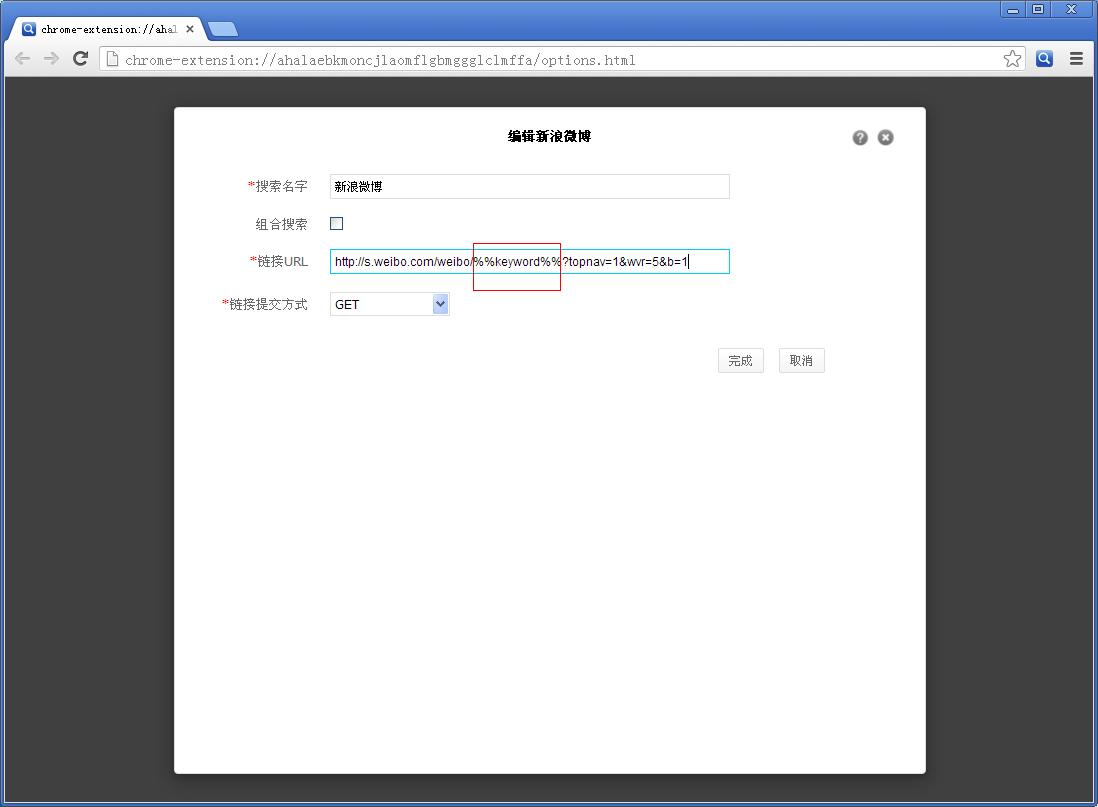 chrome-extension://ahal
chrome-extension://ahalaebkmoncjlaomflgbmggglclmffa/options.html
编辑新浪微博
*搜索名字 新浪微博
组合搜索
*链接URL http://s.weibo.com/weibo/%%keyword%%?topnav=1&wvr=5&b=1
*链接提交方式 GET
完成 取消